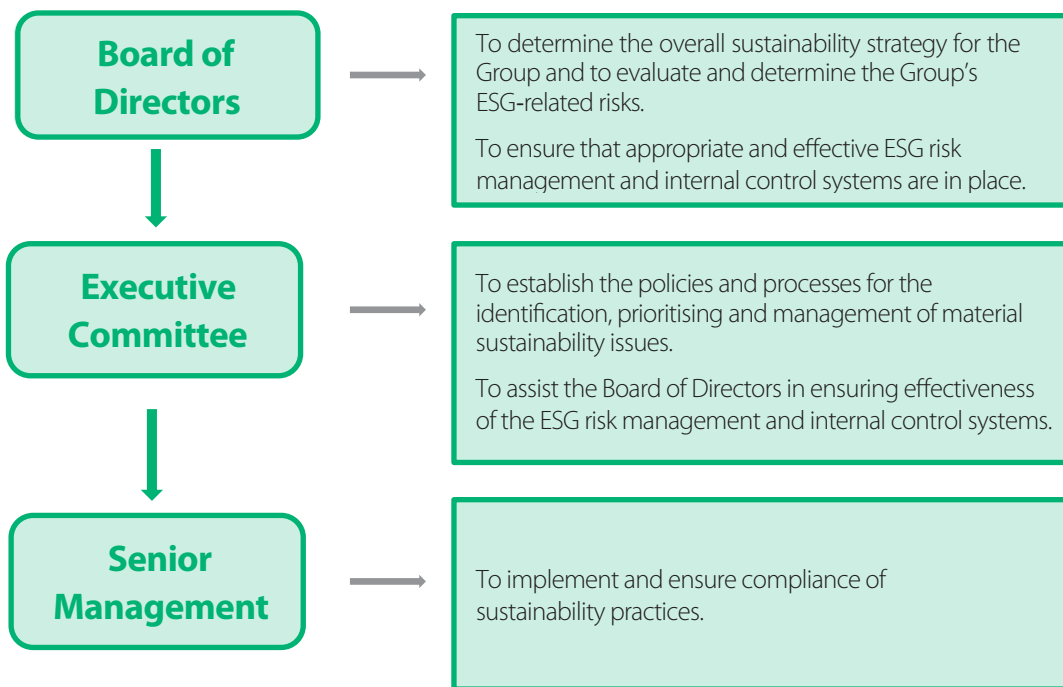 Board of
Directors
To determine the overall sustainability strategy for the
Group and to evaluate and determine the Group’s
ESG-related risks.
To ensure that appropriate and effective ESG risk
management and internal control systems are in place.
Executive
Committee
To establish the policies and processes for the
identification, prioritising and management of material
sustainability issues.
To assist the Board of Directors in ensuring effectiveness
of the ESG risk management and internal control systems.
Senior
Management
To implement and ensure compliance of
sustainability practices.